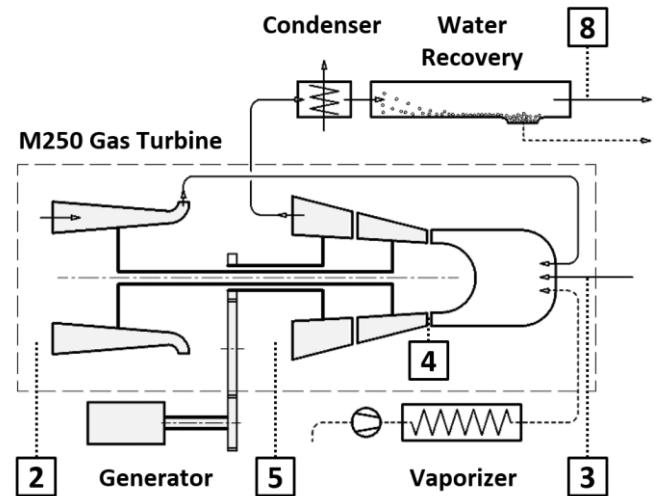 Condenser
Water
Recovery
8
M250 Gas Turbine
4
2
Generator
5
Vaporizer
3